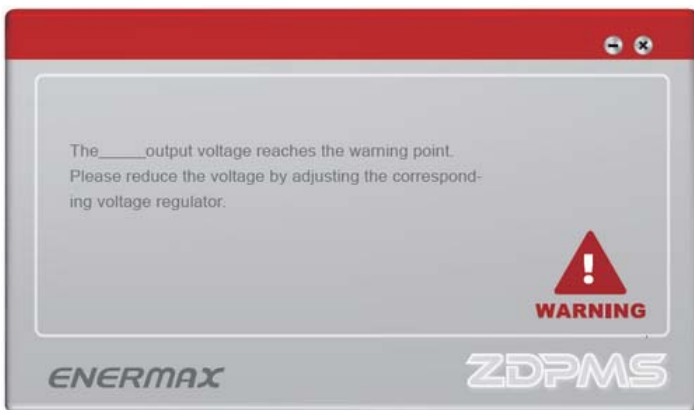 The_____output voltage reaches the warning point.
Please reduce the voltage by adjusting the correspond-
ing voltage regulator.
!
WARNING
ENERMAX
ZDPMS